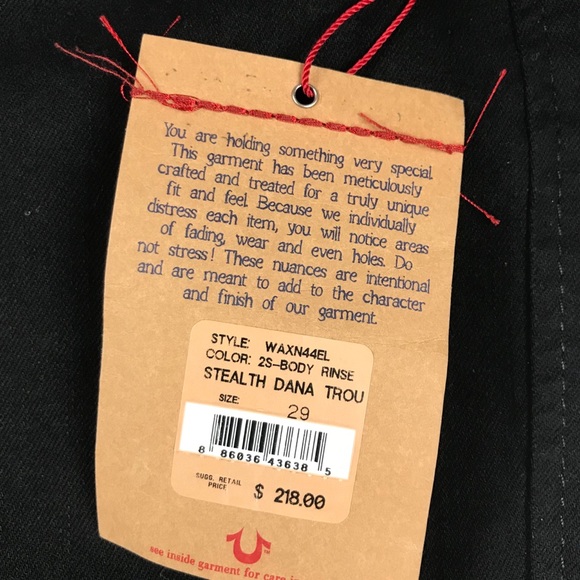 You are holding something very special.
This garment has been meticulously
crafted and treated for a truly unique
fit and feel. Because we individually
distress each item, you will notice areas
of fading, wear and even holes. Do
not stress! These nuances are intentional
and are meant to add to the character
and finish of our garment.
STYLE: WAXN44EL
COLOR: 2S-BODY RINSE
STEALTH DANA TROU
SIZE: 29
8 86036 43638 5
SUGG. RETAIL
PRICE
$ 218.00
see inside garment for care